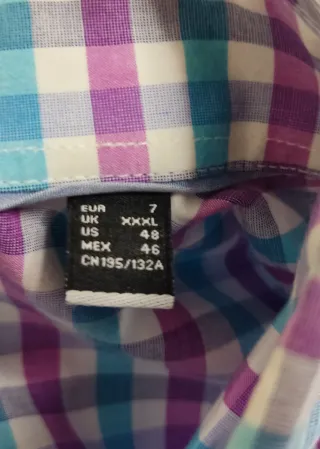 EUR 7
UK XXXL
US 48
MEX 46
CN195/132A